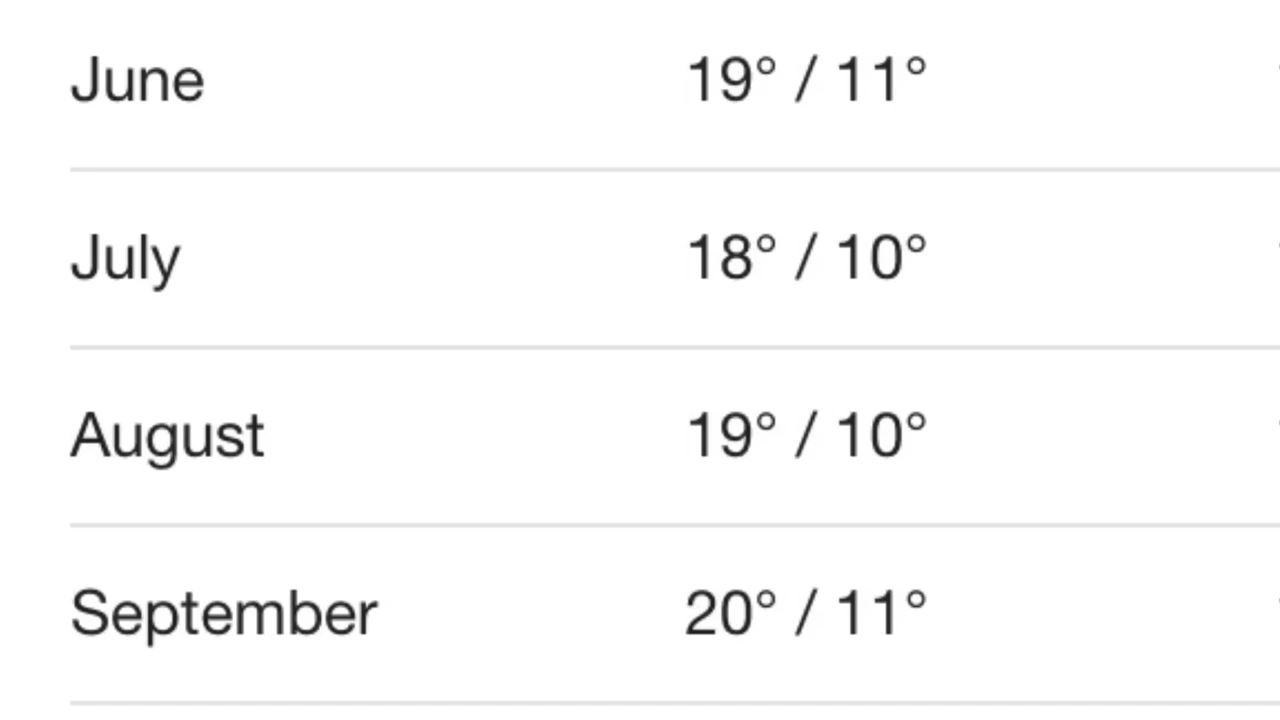 June 19° / 11°
July 18° / 10°
August 19° / 10°
September 20° / 11°